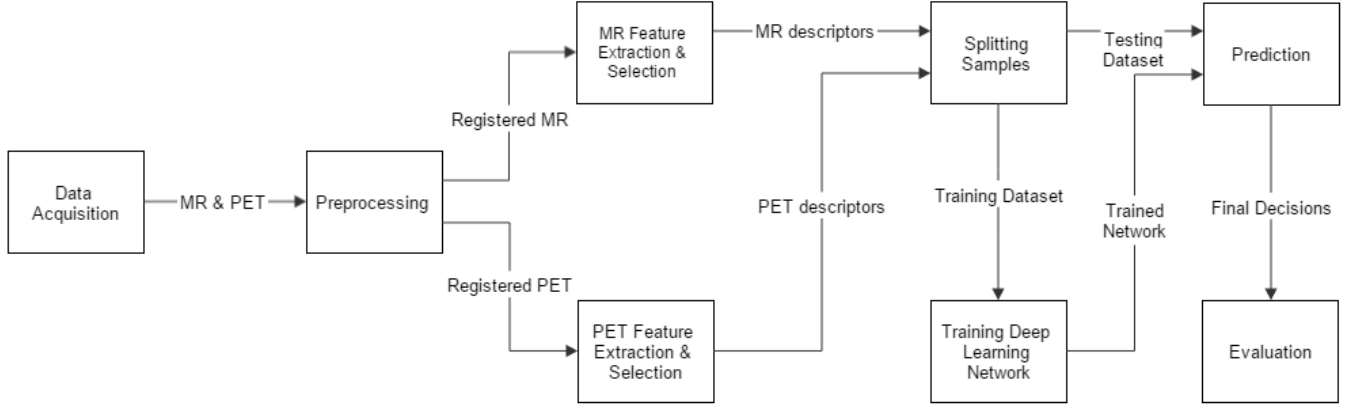 Data
Acquisition
MR & PET
Preprocessing
Registered MR
Registered PET
MR Feature
Extraction &
Selection
PET Feature
Extraction &
Selection
MR descriptors
PET descriptors
Splitting
Samples
Training Dataset
Training Deep
Learning
Network
Testing
Dataset
Trained
Network
Prediction
Final Decisions
Evaluation